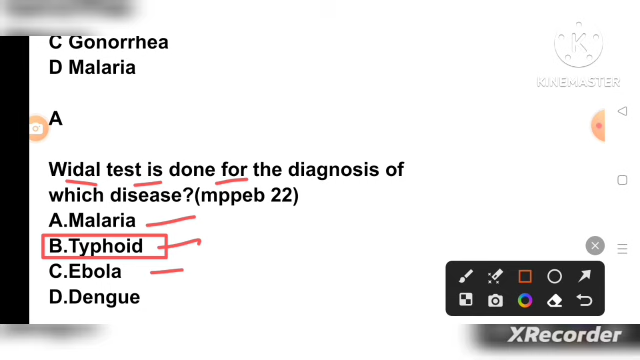 C Gonorrhea
D Malaria
A
Widal test is done for the diagnosis of
which disease?(mppeb 22)
A.Malaria
B.Typhoid
C.Ebola
D.Dengue
K
KINEMASTER
XRecorder